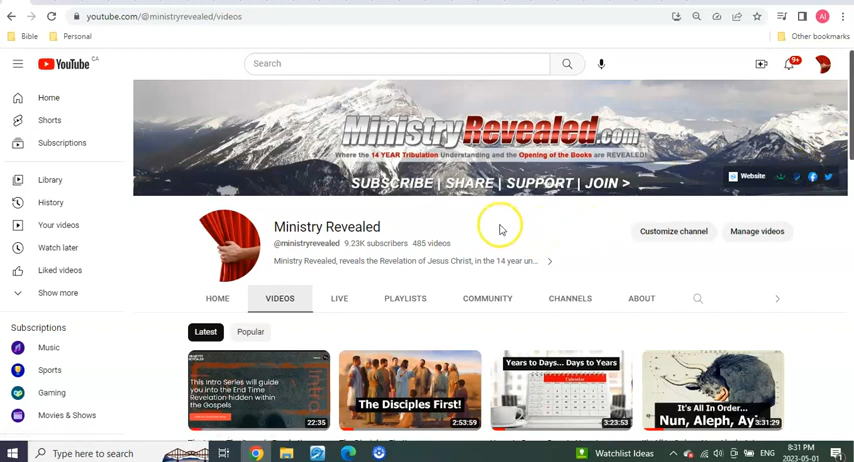 youtube.com/@ministryrevealed/videos
Bible
Personal
Other bookmarks
AI
YouTube CA
Search
9+
Home
Shorts
Subscriptions
Library
History
Your videos
Watch later
Liked videos
Show more
Subscriptions
Music
Sports
Gaming
Movies & Shows
MinistryRevealed.com
Where the 14 YEAR Tribulation Understanding and the Opening of the Books are REVEALED!
SUBSCRIBE | SHARE | SUPPORT | JOIN >
Website
Ministry Revealed
@ministryrevealed 9.23K subscribers 485 videos
Ministry Revealed, reveals the Revelation of Jesus Christ, in the 14 year un...
Customize channel
Manage videos
HOME
VIDEOS
LIVE
PLAYLISTS
COMMUNITY
CHANNELS
ABOUT
Latest
Popular
This Intro Series will guide
you into the End Time
Revelation hidden within
the Gospels
22:35
The Disciples First!
2:53:59
Years to Days... Days to Years
Calendar
3:23:53
It's All In Order...
Nun, Aleph, Ay
3:31:29
Type here to search
Watchlist Ideas
ENG
8:31 PM
2023-05-01